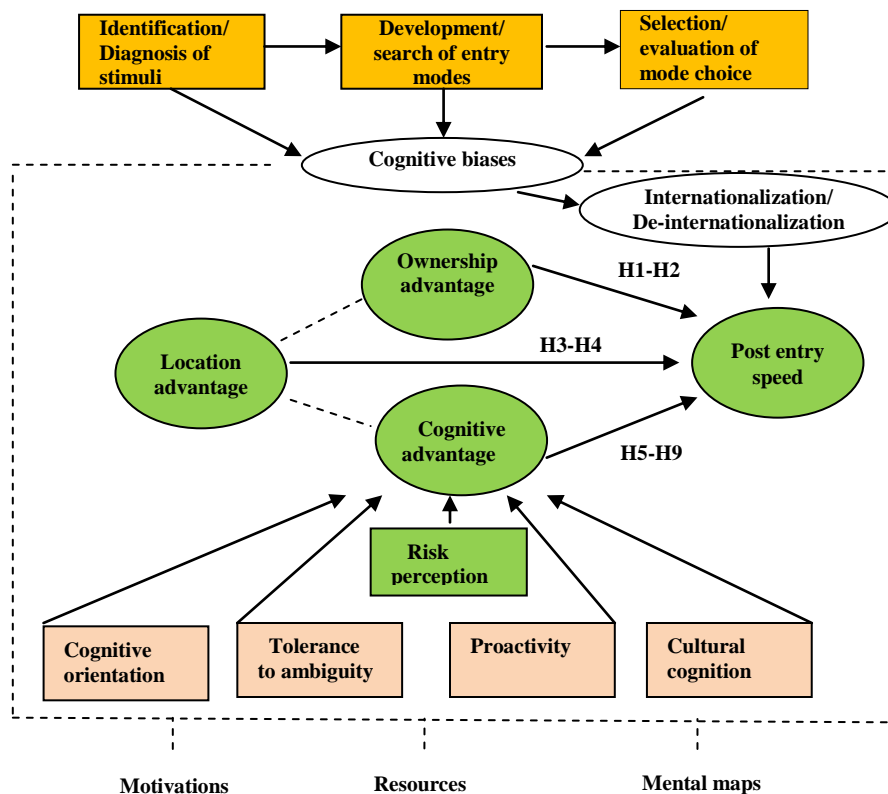 Identification/
Diagnosis of
stimuli
Development/
search of entry
modes
Selection/
evaluation of
mode choice
Cognitive biases
Internationalization/
De-internationalization
Ownership
advantage
H1-H2
Location
advantage
H3-H4
Post entry
speed
Cognitive
advantage
H5-H9
Risk
perception
Cognitive
orientation
Tolerance
to ambiguity
Proactivity
Cultural
cognition
Motivations
Resources
Mental maps